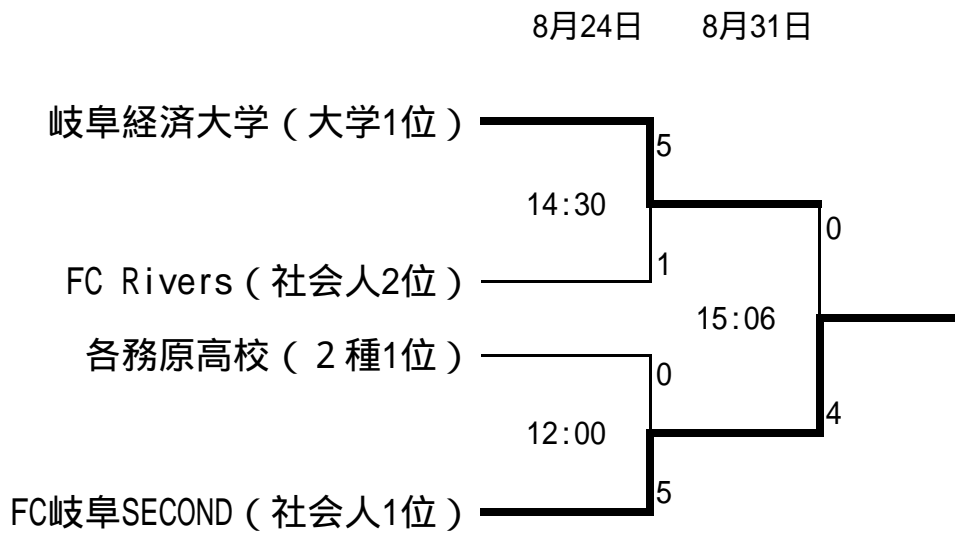 8月24日 8月31日
岐阜経済大学（大学1位）
5
14:30
0
FC Rivers（社会人2位）
1
15:06
各務原高校（２種1位）
0
4
12:00
5
FC岐阜SECOND（社会人1位）